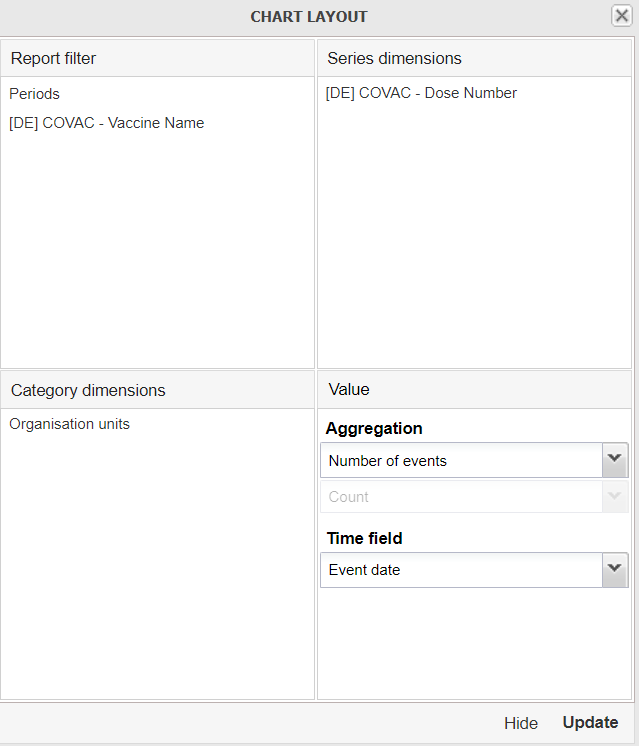 CHART LAYOUT
Report filter
Periods
[DE] COVAC - Vaccine Name
Series dimensions
[DE] COVAC - Dose Number
Category dimensions
Organisation units
Value
Aggregation
Number of events
Count
Time field
Event date
Hide
Update